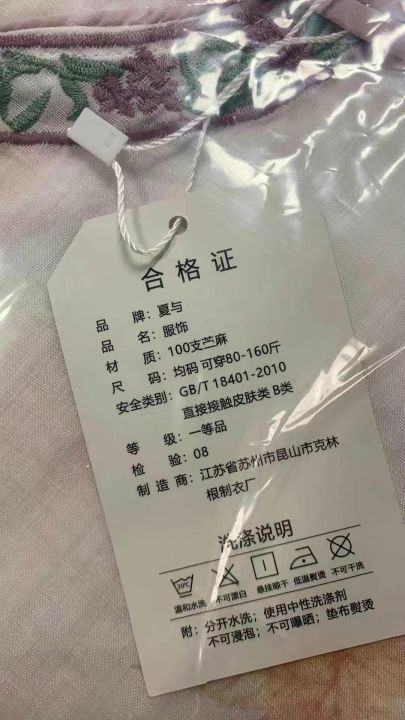 合格证
品牌：夏与
品名：服饰
材质：100支苎麻
尺码：均码 可穿80-160斤
安全类别：GB/T 18401-2010
直接接触皮肤类 B类
等级：一等品
检验：08
制造商：江苏省苏州市昆山市克林
根制衣厂
洗涤说明
30℃
温和水洗 不可漂白 悬挂晾干 低温熨烫 不可干洗
附：分开水洗；使用中性洗涤剂
不可浸泡；不可曝晒；垫布熨烫